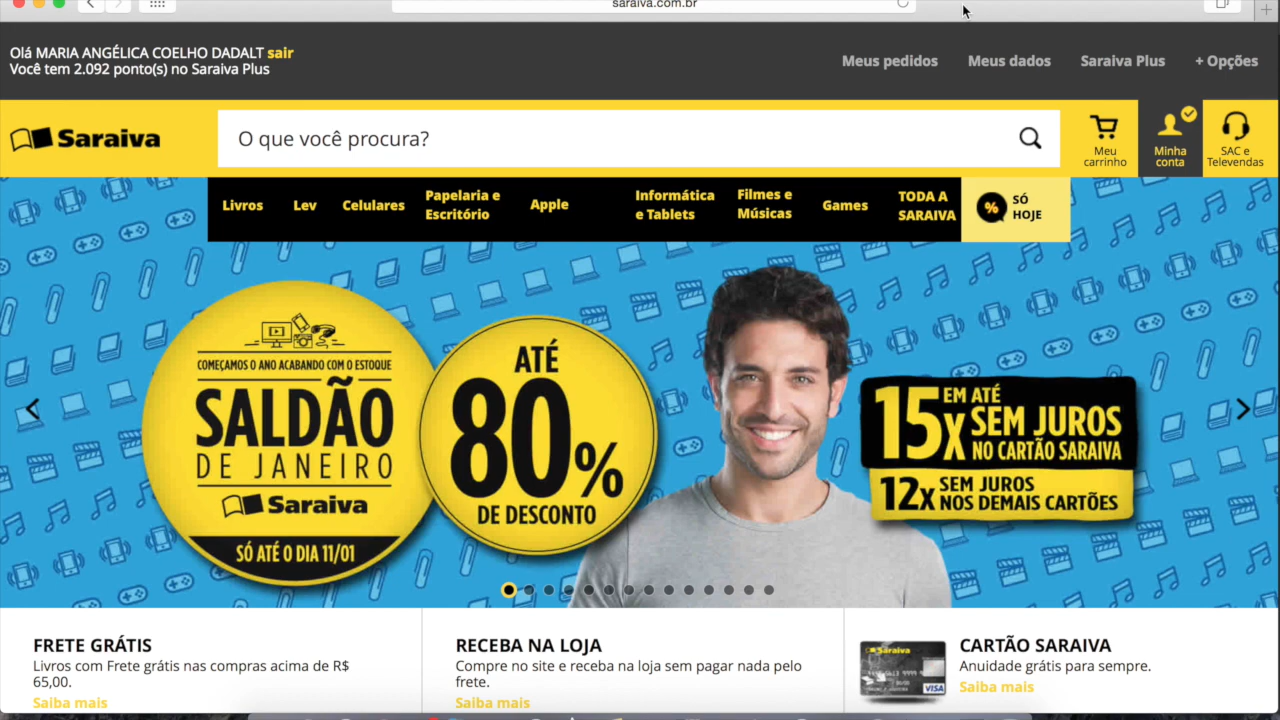 saraiva.com.br
Olá MARIA ANGÉLICA COELHO DADALT sair
Você tem 2.092 ponto(s) no Saraiva Plus
Meus pedidos
Meus dados
Saraiva Plus
+ Opções
Saraiva
O que você procura?
Meu
carrinho
Minha
conta
SAC e
Televendas
Livros
Lev
Celulares
Papelaria e
Escritório
Apple
Informática
e Tablets
Filmes e
Músicas
Games
TODA A
SARAIVA
%
SÓ
HOJE
COMEÇAMOS O ANO ACABANDO COM O ESTOQUE
SALDÃO
DE JANEIRO
Saraiva
SÓ ATÉ O DIA 11/01
ATÉ
80%
DE DESCONTO
15x EM ATÉ
SEM JUROS
NO CARTÃO SARAIVA
12x SEM JUROS
NOS DEMAIS CARTÕES
FRETE GRÁTIS
Livros com Frete grátis nas compras acima de R$
65,00.
Saiba mais
RECEBA NA LOJA
Compre no site e receba na loja sem pagar nada pelo
frete.
Saiba mais
Saraiva
VISA
CARTÃO SARAIVA
Anuidade grátis para sempre.
Saiba mais